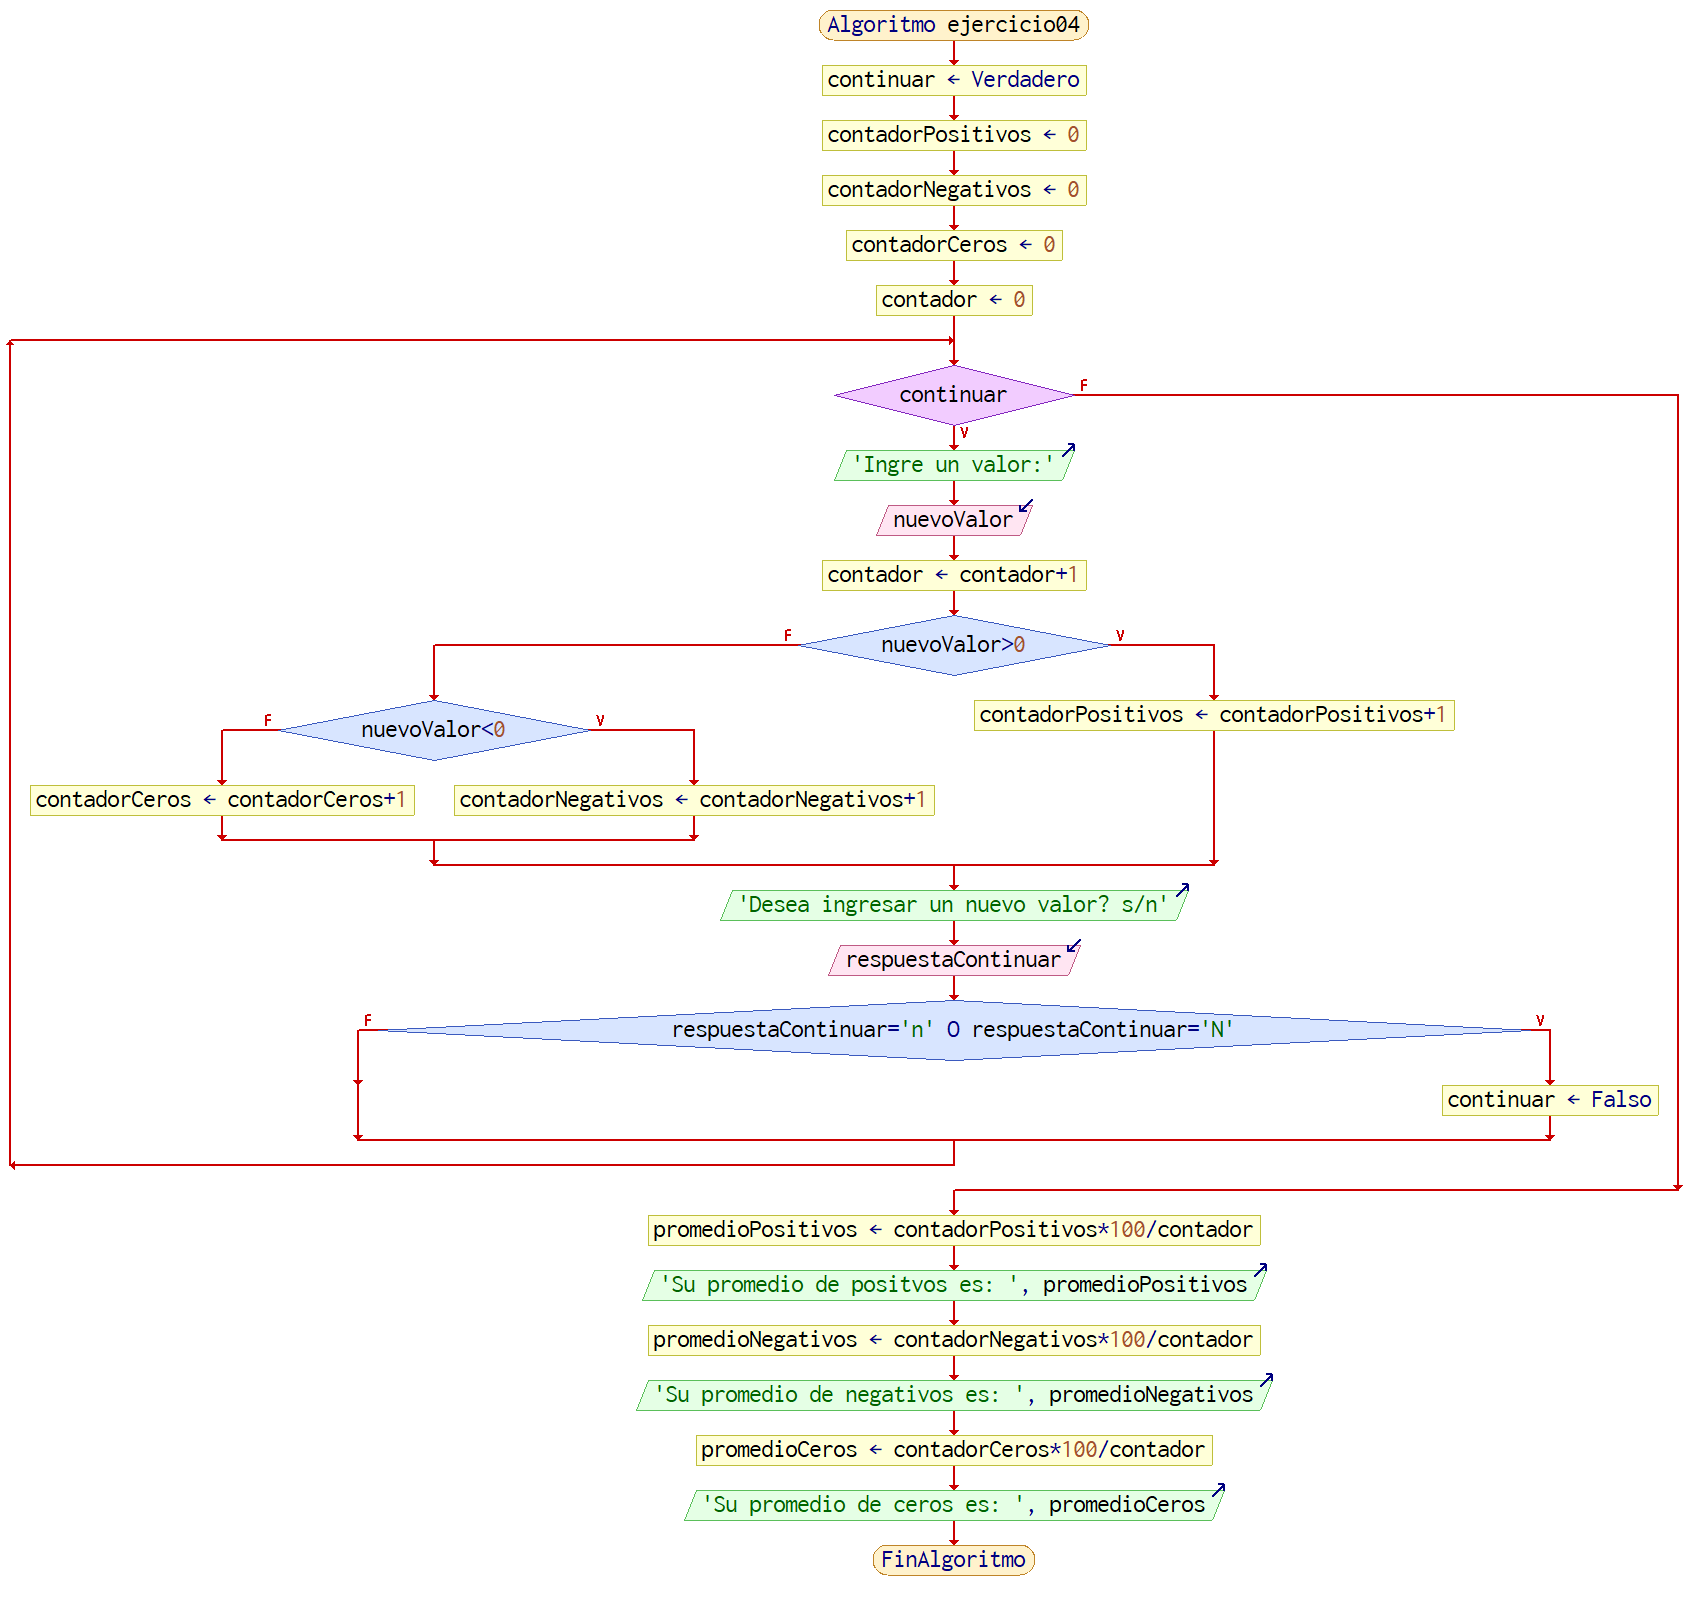 Algoritmo ejercicio04
continuar ← Verdadero
contadorPositivos ← 0
contadorNegativos ← 0
contadorCeros ← 0
contador ← 0
continuar
F
V
'Ingre un valor:'
nuevoValor
contador ← contador+1
F
nuevoValor>0
V
contadorPositivos ← contadorPositivos+1
F
nuevoValor<0
V
contadorCeros ← contadorCeros+1
contadorNegativos ← contadorNegativos+1
'Desea ingresar un nuevo valor? s/n'
respuestaContinuar
F
respuestaContinuar='n' O respuestaContinuar='N'
V
continuar ← Falso
promedioPositivos ← contadorPositivos*100/contador
'Su promedio de positvos es: ', promedioPositivos
promedioNegativos ← contadorNegativos*100/contador
'Su promedio de negativos es: ', promedioNegativos
promedioCeros ← contadorCeros*100/contador
'Su promedio de ceros es: ', promedioCeros
FinAlgoritmo